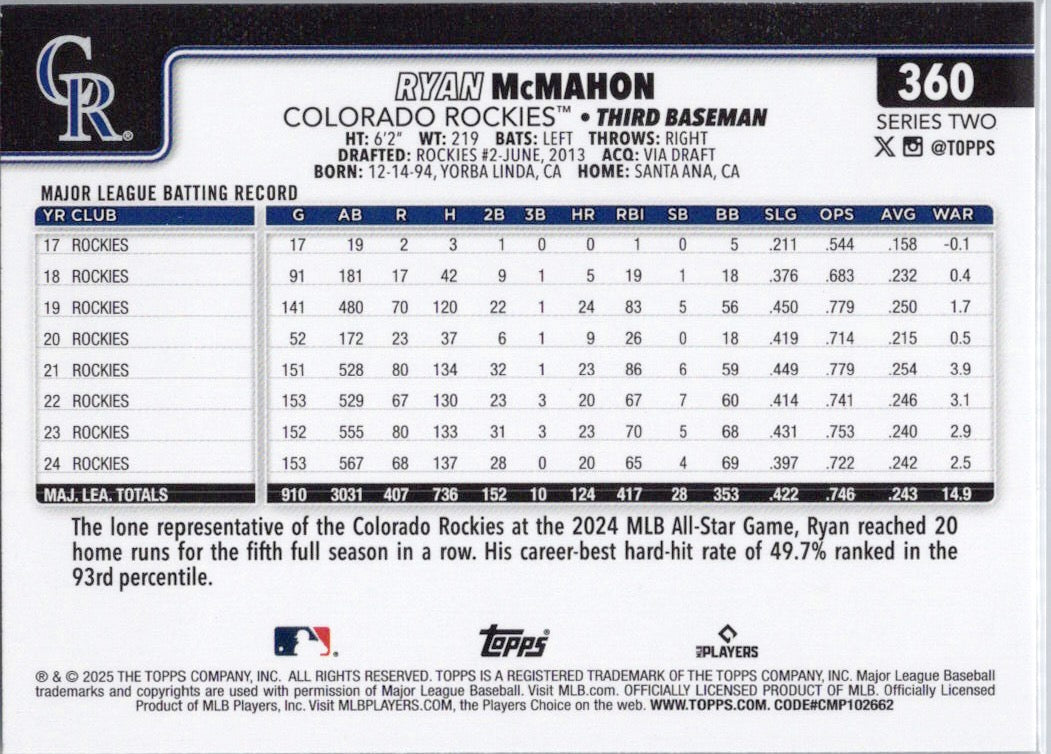 CR®
RYAN McMAHON
COLORADO ROCKIES™ • THIRD BASEMAN
HT: 6'2" WT: 219 BATS: LEFT THROWS: RIGHT
DRAFTED: ROCKIES #2-JUNE, 2013 ACQ: VIA DRAFT
BORN: 12-14-94, YORBA LINDA, CA HOME: SANTA ANA, CA
360
SERIES TWO
X @TOPPS
MAJOR LEAGUE BATTING RECORD
YR CLUB G AB R H 2B 3B HR RBI SB BB SLG OPS AVG WAR
17 ROCKIES 17 19 2 3 1 0 0 1 0 5 .211 .544 .158 -0.1
18 ROCKIES 91 181 17 42 9 1 5 19 1 18 .376 .683 .232 0.4
19 ROCKIES 141 480 70 120 22 1 24 83 5 56 .450 .779 .250 1.7
20 ROCKIES 52 172 23 37 6 1 9 26 0 18 .419 .714 .215 0.5
21 ROCKIES 151 528 80 134 32 1 23 86 6 59 .449 .779 .254 3.9
22 ROCKIES 153 529 67 130 23 3 20 67 7 60 .414 .741 .246 3.1
23 ROCKIES 152 555 80 133 31 3 23 70 5 68 .431 .753 .240 2.9
24 ROCKIES 153 567 68 137 28 0 20 65 4 69 .397 .722 .242 2.5
MAJ. LEA. TOTALS 910 3031 407 736 152 10 124 417 28 353 .422 .746 .243 14.9
The lone representative of the Colorado Rockies at the 2024 MLB All-Star Game, Ryan reached 20
home runs for the fifth full season in a row. His career-best hard-hit rate of 49.7% ranked in the
93rd percentile.
Topps® PLAYERS
® & © 2025 THE TOPPS COMPANY, INC. ALL RIGHTS RESERVED. TOPPS IS A REGISTERED TRADEMARK OF THE TOPPS COMPANY, INC. Major League Baseball
trademarks and copyrights are used with permission of Major League Baseball. Visit MLB.com. OFFICIALLY LICENSED PRODUCT OF MLB. Officially Licensed
Product of MLB Players, Inc. Visit MLBPLAYERS.COM, the Players Choice on the web. WWW.TOPPS.COM. CODE#CMP102662